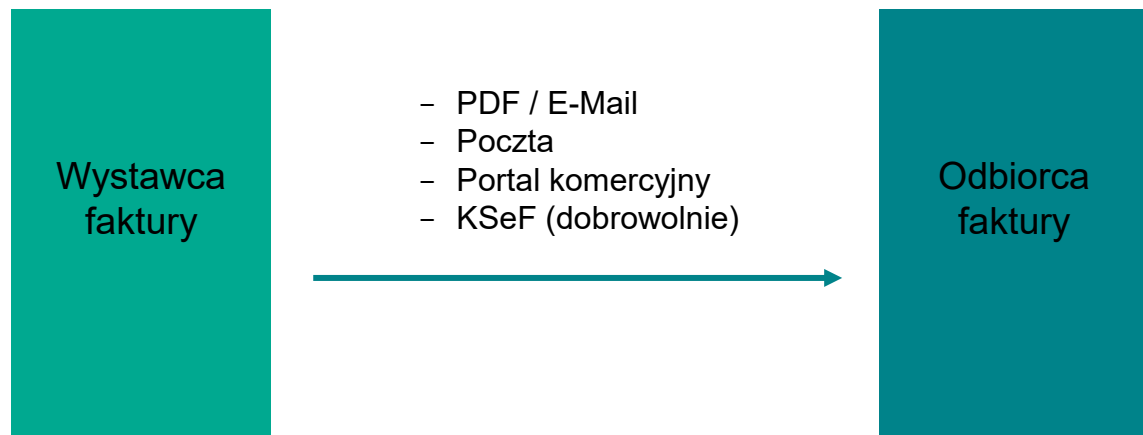 Wystawca
faktury
– PDF / E-Mail
– Poczta
– Portal komercyjny
– KSeF (dobrowolnie)
Odbiorca
faktury